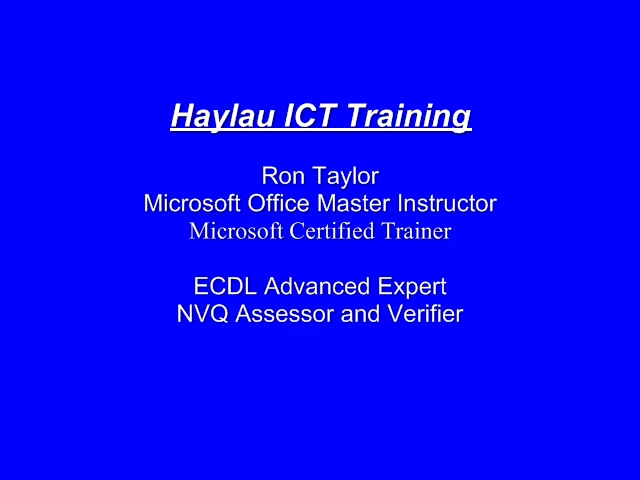 Haylau ICT Training
Ron Taylor
Microsoft Office Master Instructor
Microsoft Certified Trainer
ECDL Advanced Expert
NVQ Assessor and Verifier